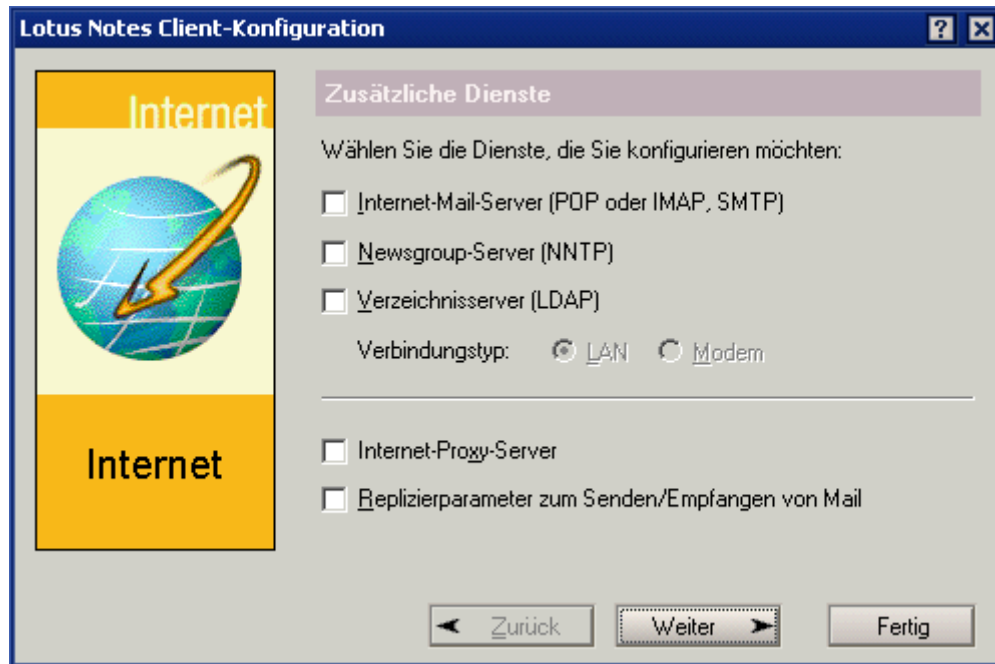 Lotus Notes Client-Konfiguration
Internet
Internet
Zusätzliche Dienste
Wählen Sie die Dienste, die Sie konfigurieren möchten:
Internet-Mail-Server (POP oder IMAP, SMTP)
Newsgroup-Server (NNTP)
Verzeichnisserver (LDAP)
Verbindungstyp: LAN Modem
Internet-Proxy-Server
Replizierparameter zum Senden/Empfangen von Mail
Zurück Weiter Fertig